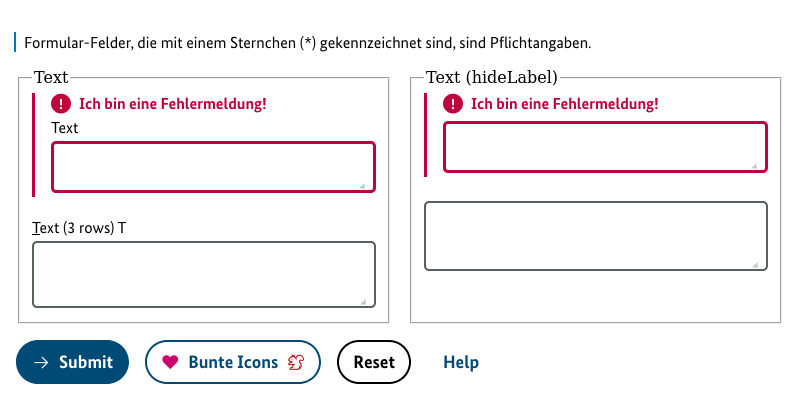 Formular-Felder, die mit einem Sternchen (*) gekennzeichnet sind, sind Pflichtangaben.
Text
Ich bin eine Fehlermeldung!
Text
Text (3 rows) T
Text (hideLabel)
Ich bin eine Fehlermeldung!
Submit
Bunte Icons
Reset
Help